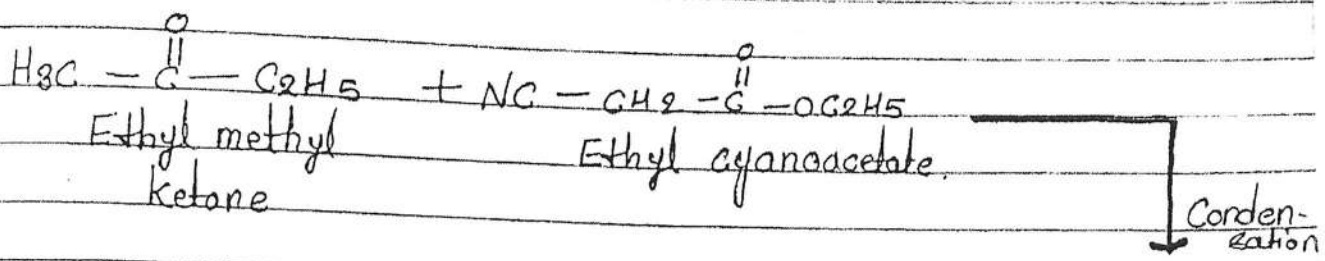 O O
H3C — C — C2H5 + NC — CH2 — C — OC2H5
Ethyl methyl Ethyl cyanoacetate.
Ketone
Conden-
sation